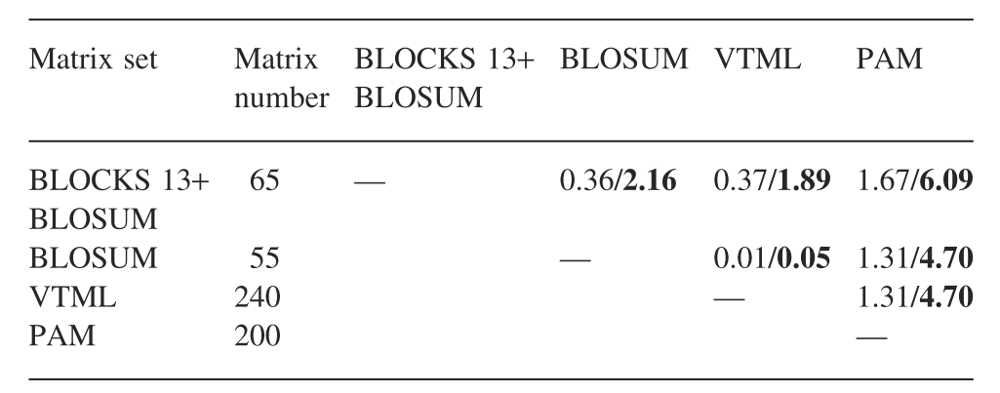 Matrix set Matrix number BLOCKS 13+ BLOSUM BLOSUM VTML PAM
BLOCKS 13+ BLOSUM 65 — 0.36/2.16 0.37/1.89 1.67/6.09
BLOSUM 55 — 0.01/0.05 1.31/4.70
VTML 240 — 1.31/4.70
PAM 200 —